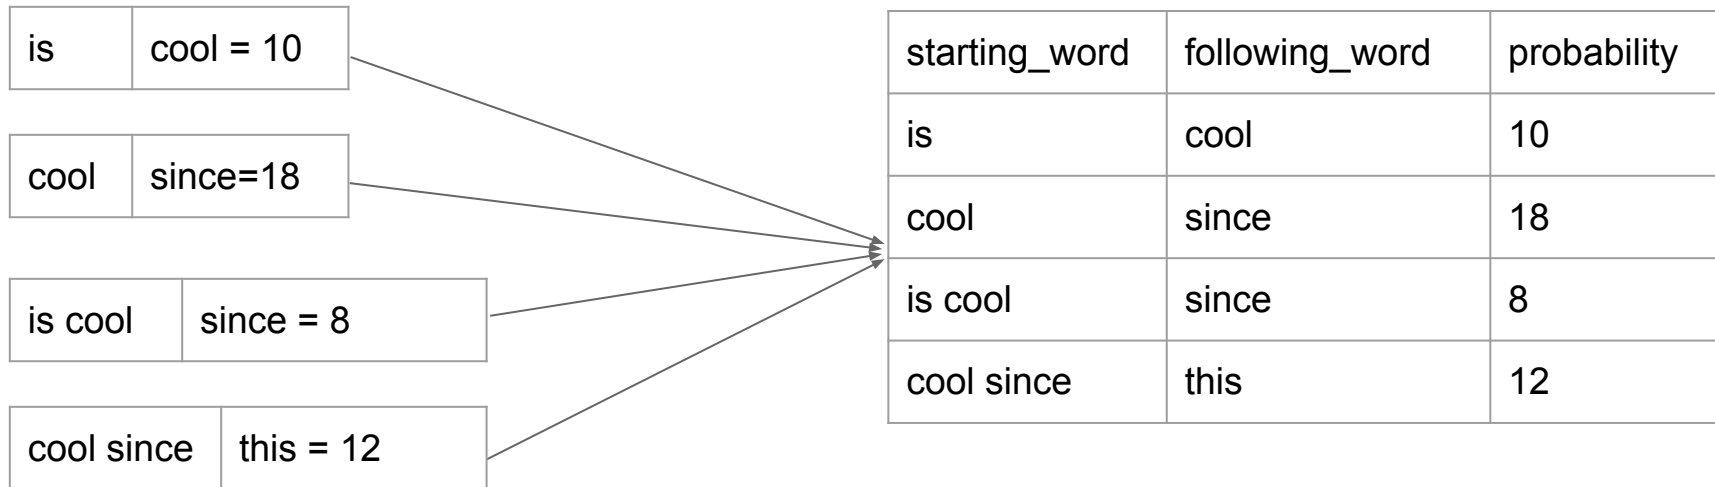 is cool = 10
cool since=18
is cool since = 8
cool since this = 12
starting_word following_word probability
is cool 10
cool since 18
is cool since 8
cool since this 12